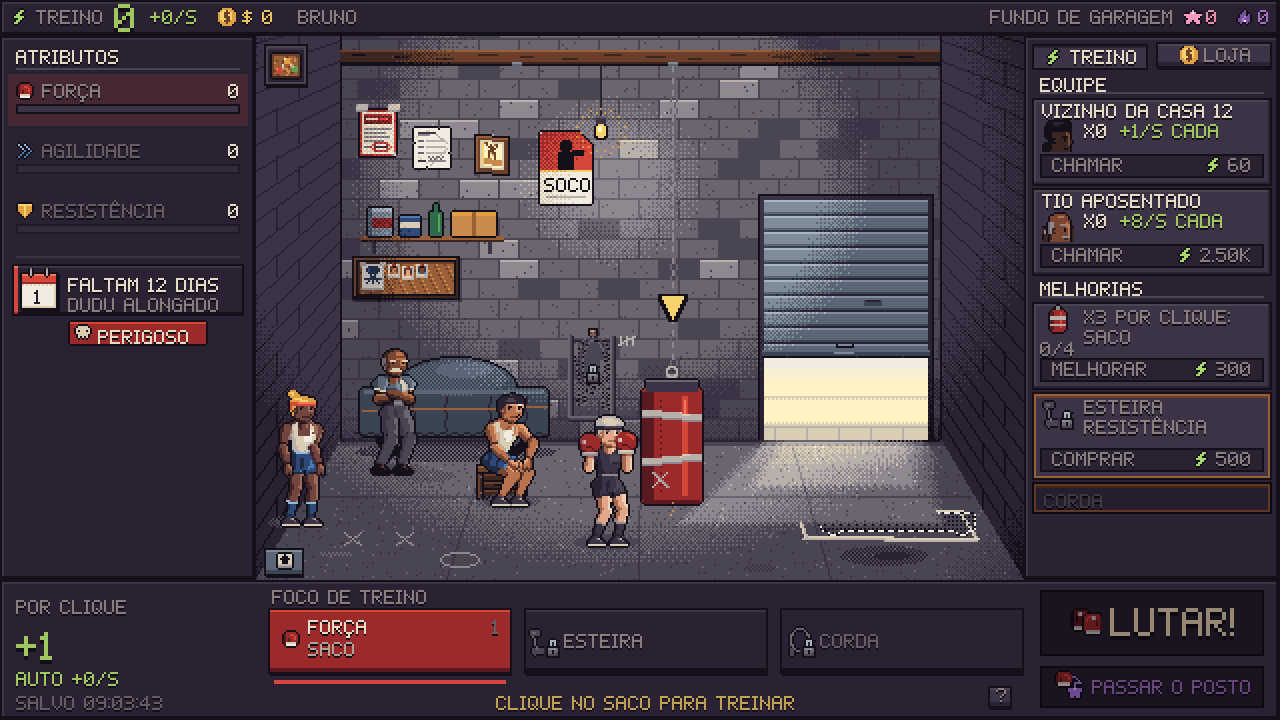 TREINO 0 +0/S $ 0 BRUNO
FUNDO DE GARAGEM 0 0
ATRIBUTOS
FORÇA 0
AGILIDADE 0
RESISTÊNCIA 0
1
FALTAM 12 DIAS
DUDU ALONGADO
PERIGOSO
SOCO
TREINO LOJA
EQUIPE
VIZINHO DA CASA 12
X0 +1/S CADA
CHAMAR 60
TIO APOSENTADO
X0 +8/S CADA
CHAMAR 2.50K
MELHORIAS
X3 POR CLIQUE:
SACO
0/4
MELHORAR 300
ESTEIRA
RESISTÊNCIA
COMPRAR 500
CORDA
POR CLIQUE
+1
AUTO +0/S
SALVO 09:03:43
FOCO DE TREINO
FORÇA 1
SACO
ESTEIRA
CORDA
CLIQUE NO SACO PARA TREINAR
?
LUTAR!
PASSAR O POSTO